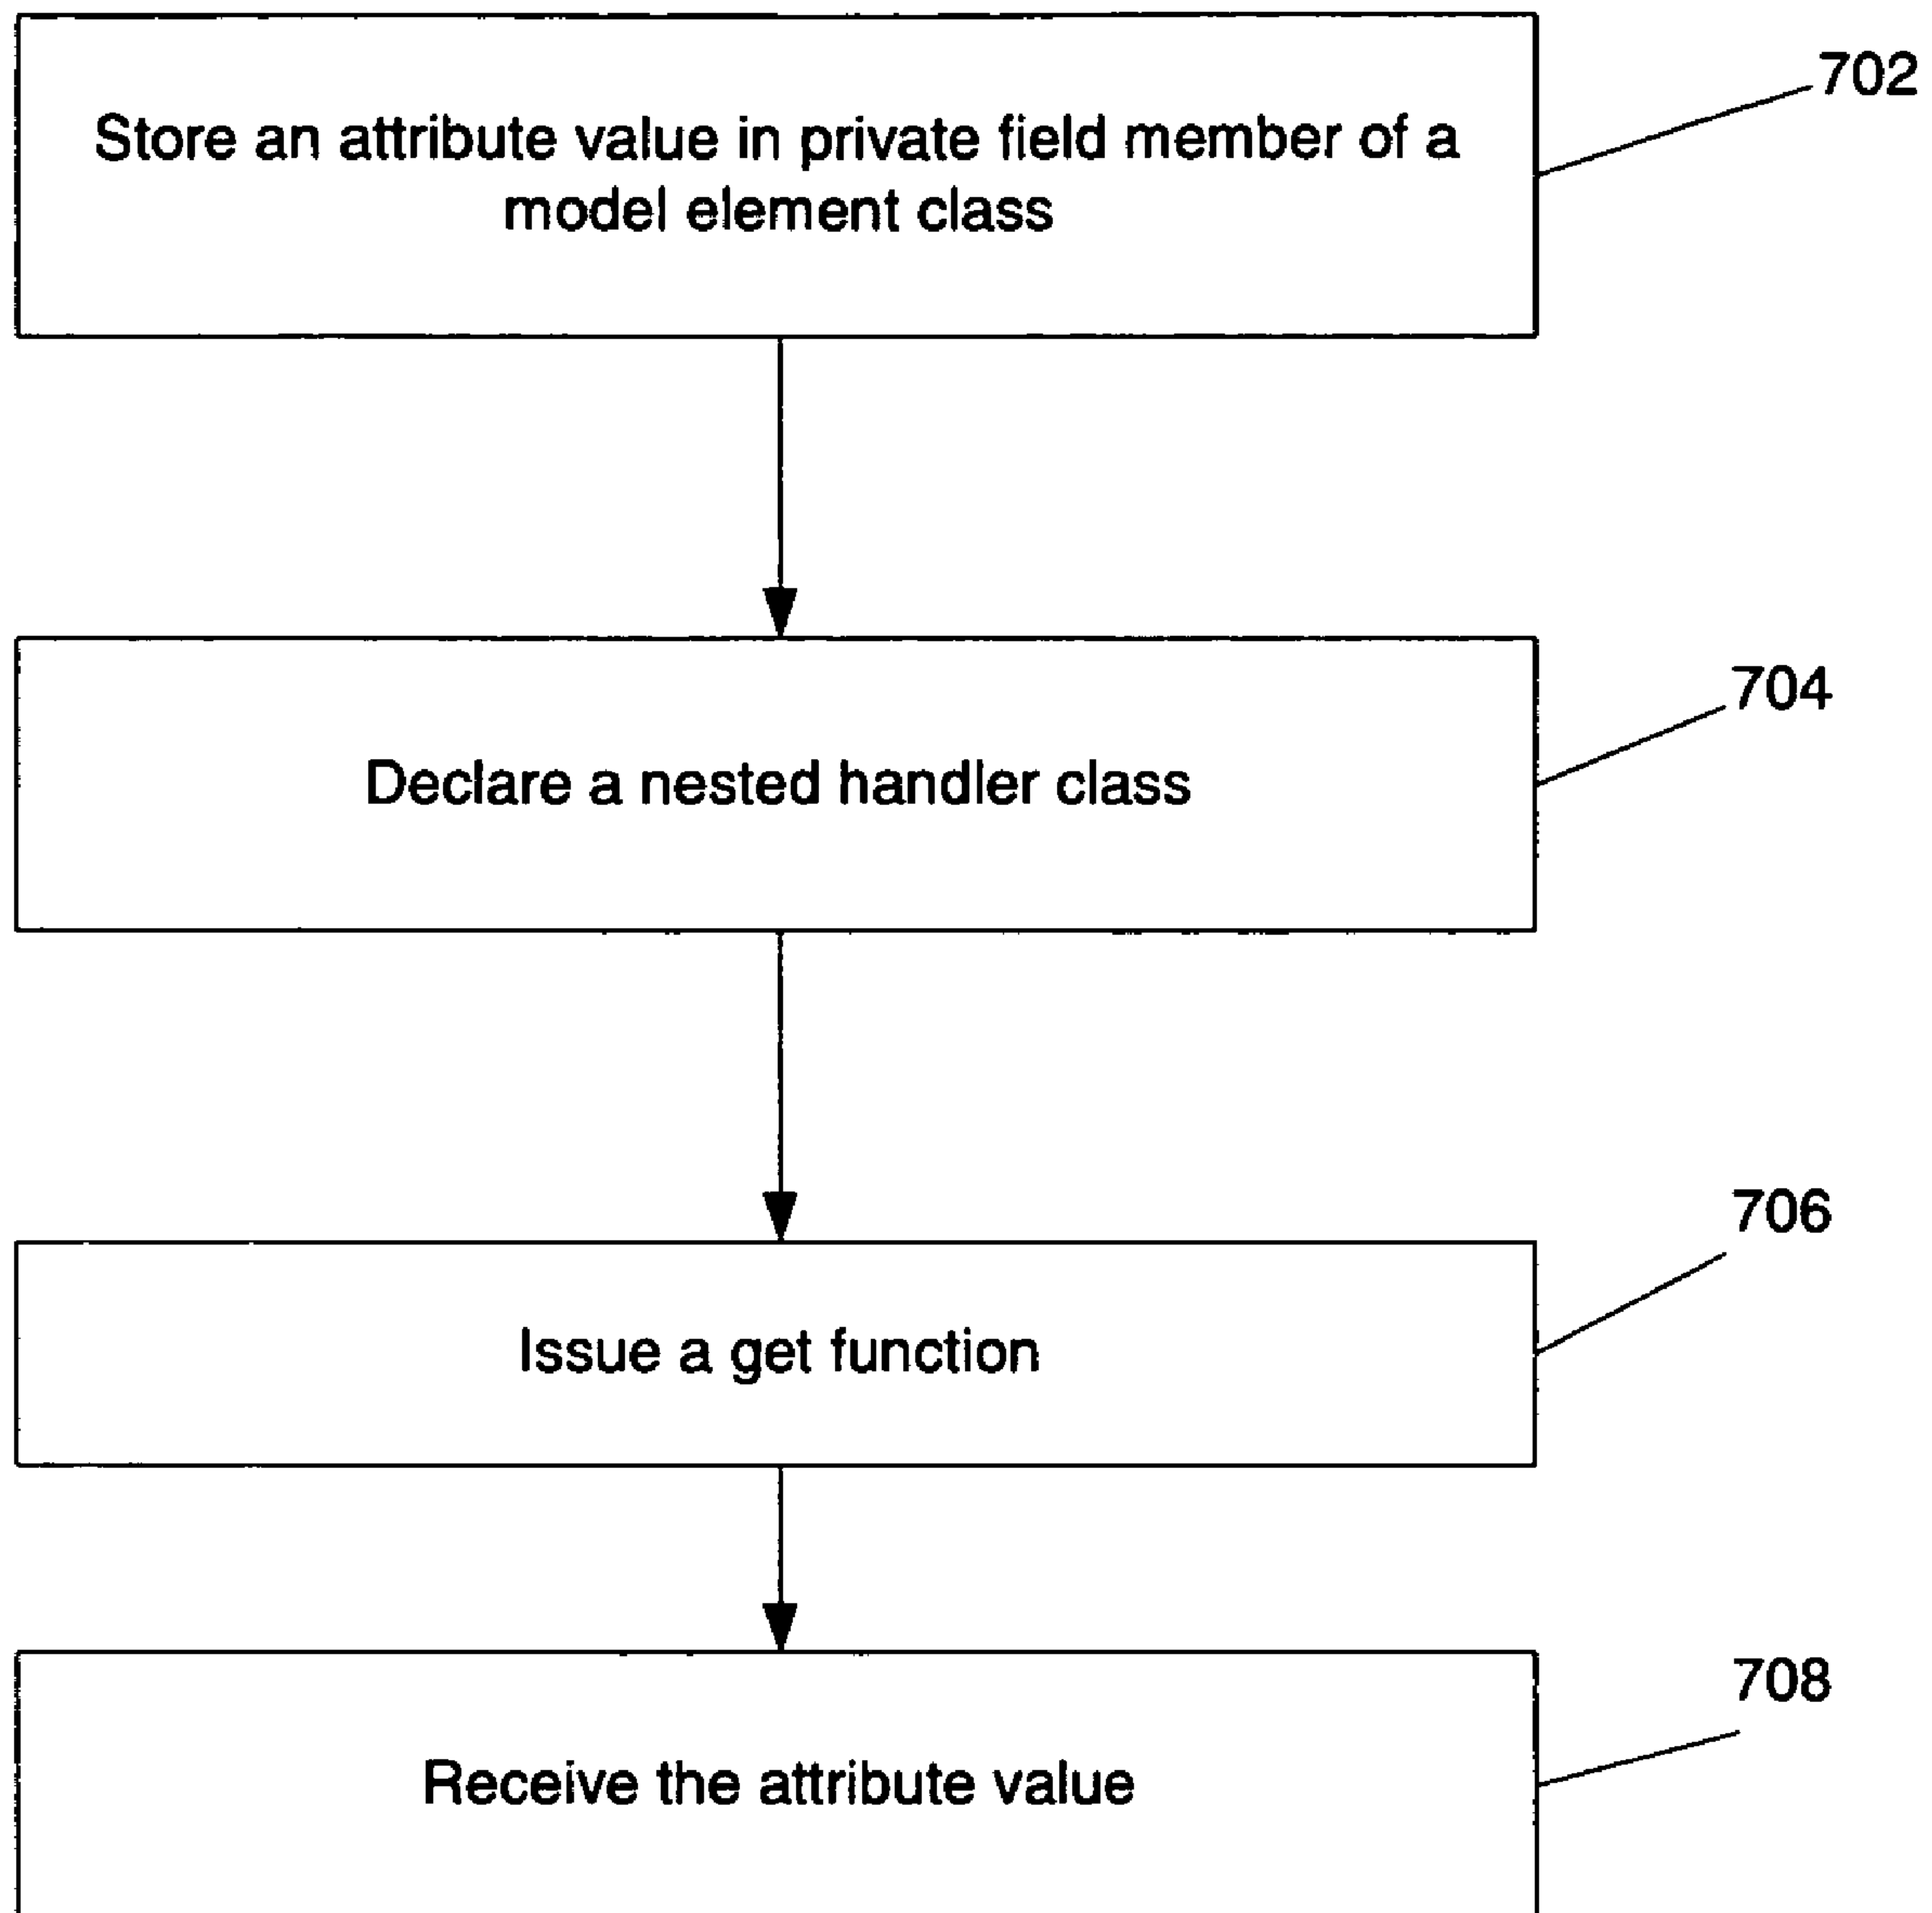 702
Store an attribute value in private field member of a
model element class
704
Declare a nested handler class
706
Issue a get function
708
Receive the attribute value